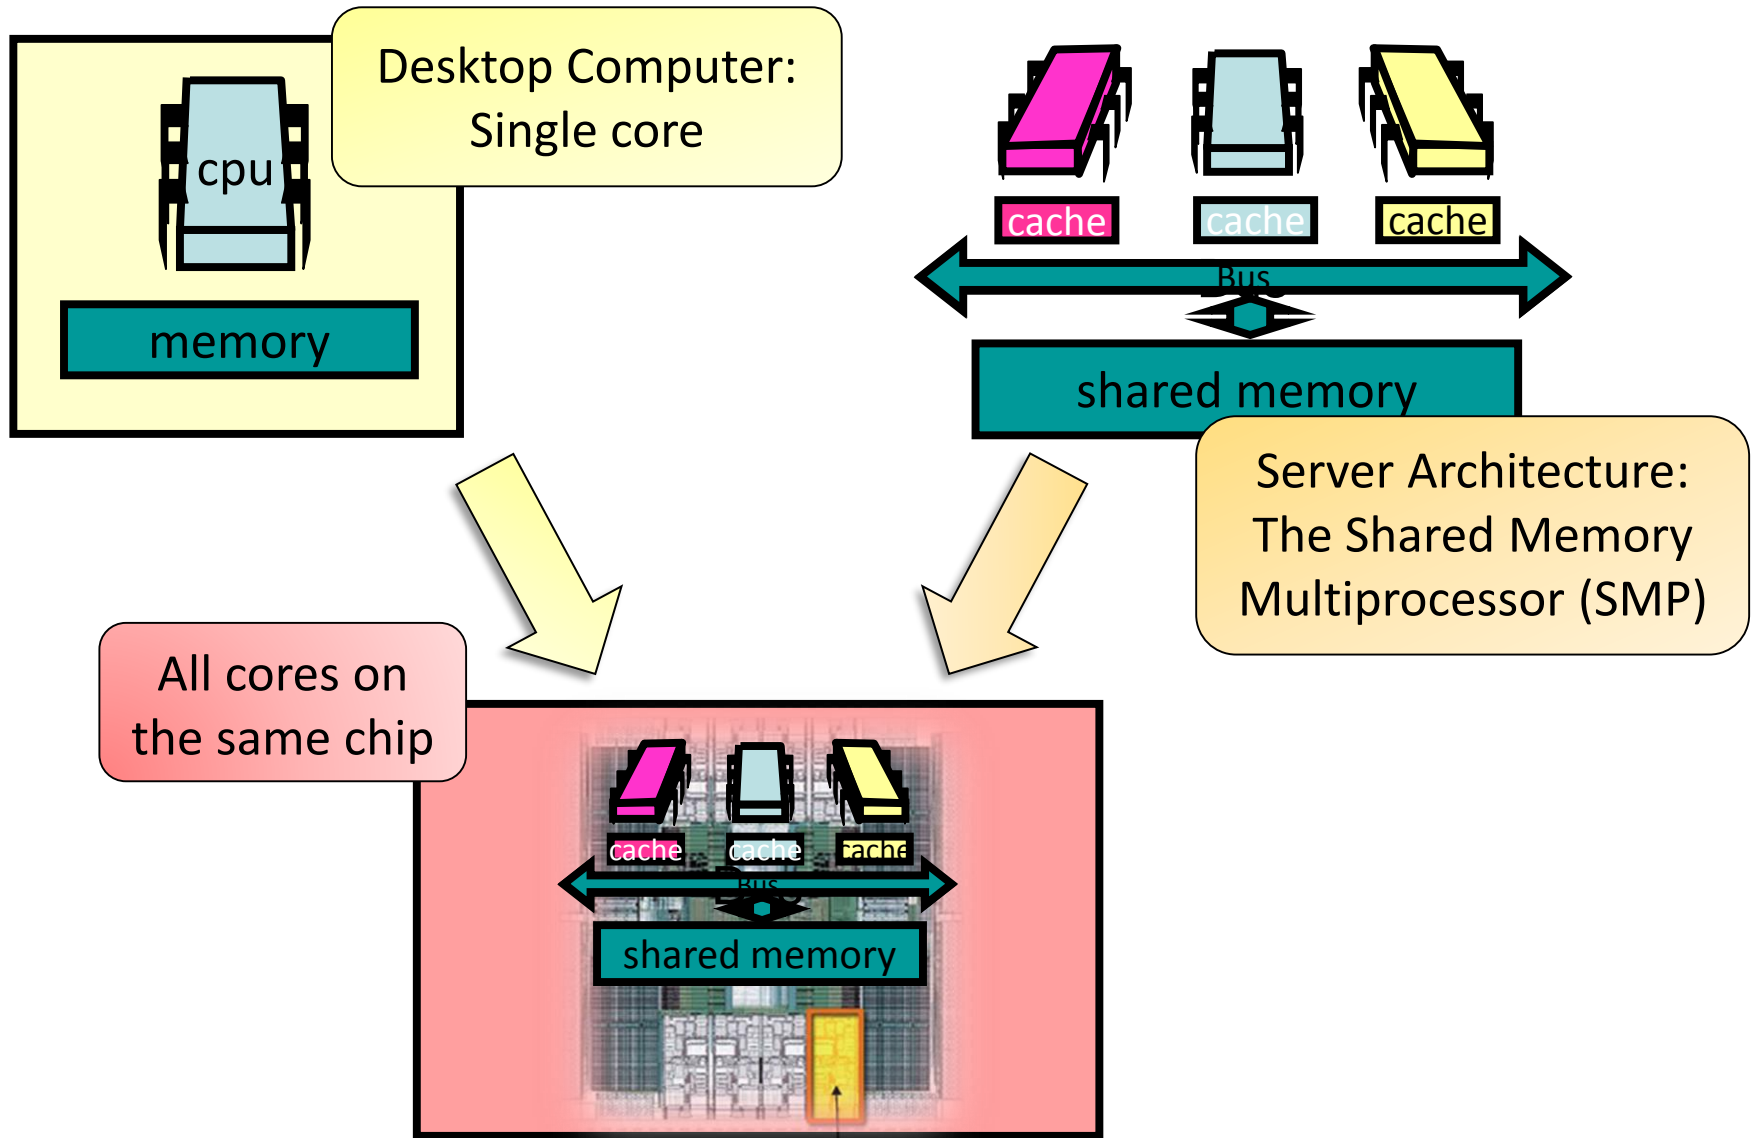 Desktop Computer:
Single core
cpu
memory
cache
cache
cache
Bus
shared memory
Server Architecture:
The Shared Memory
Multiprocessor (SMP)
All cores on
the same chip
cache
cache
cache
Bus
shared memory